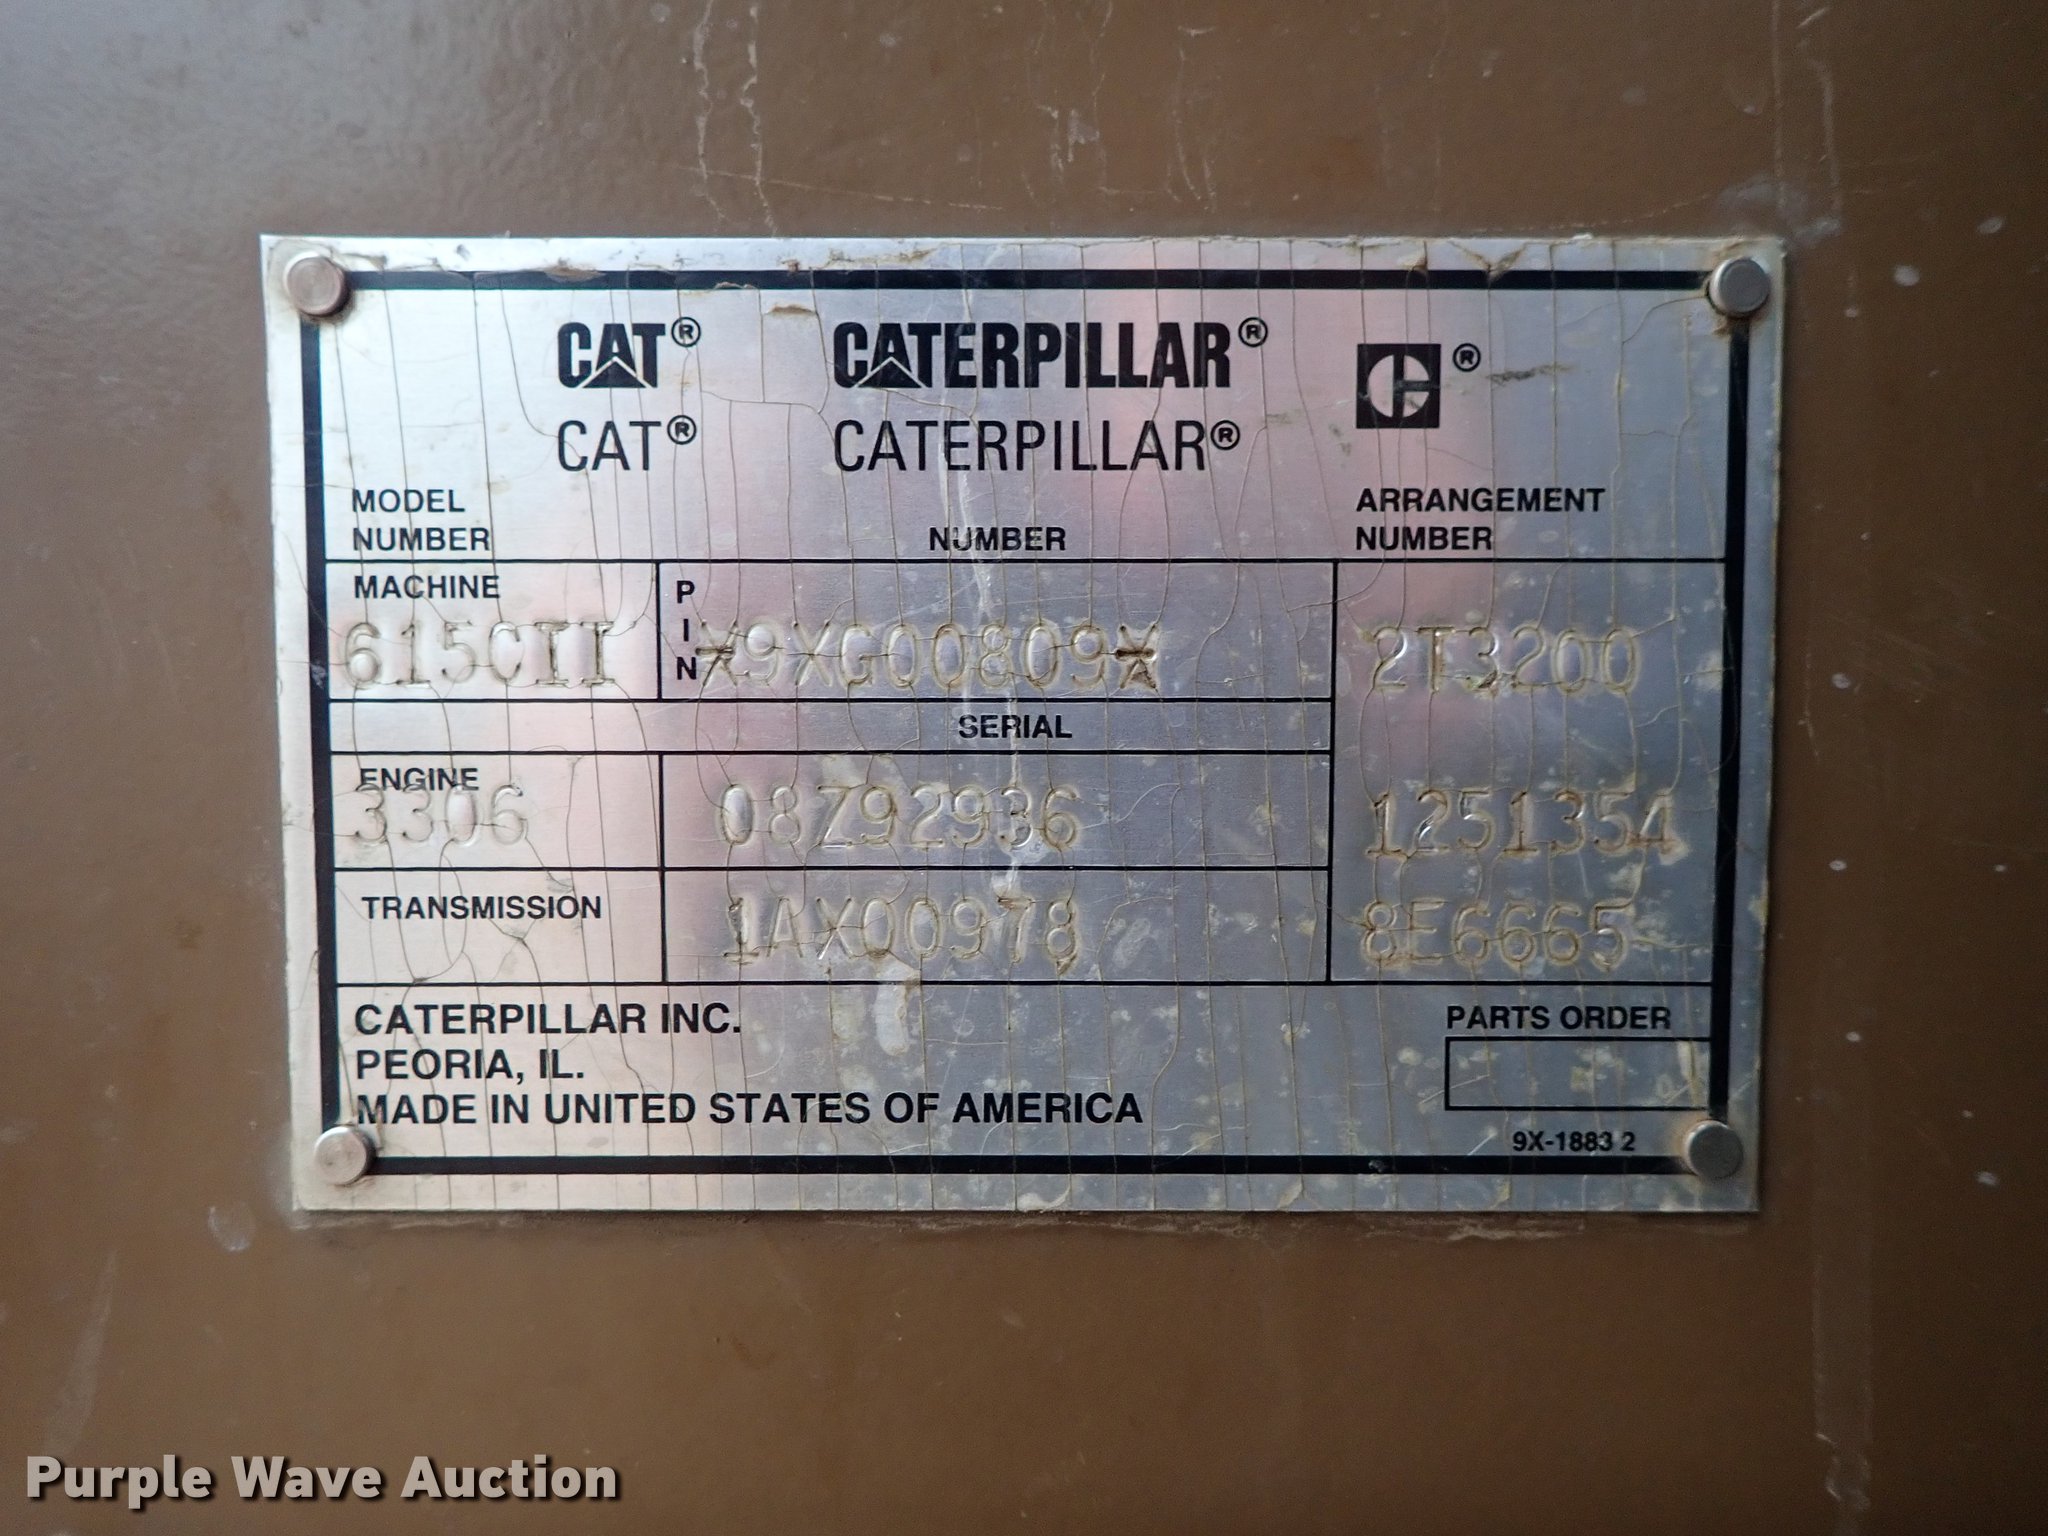 CAT® CATERPILLAR® ®
CAT® CATERPILLAR®
MODEL NUMBER
NUMBER
ARRANGEMENT NUMBER
MACHINE
615CII
PIN
*9XG00809*
2T3200
SERIAL
ENGINE
3306
08Z92936
1251354
TRANSMISSION
1AX00978
8E6665
CATERPILLAR INC.
PEORIA, IL.
MADE IN UNITED STATES OF AMERICA
PARTS ORDER
9X-1883 2
Purple Wave Auction